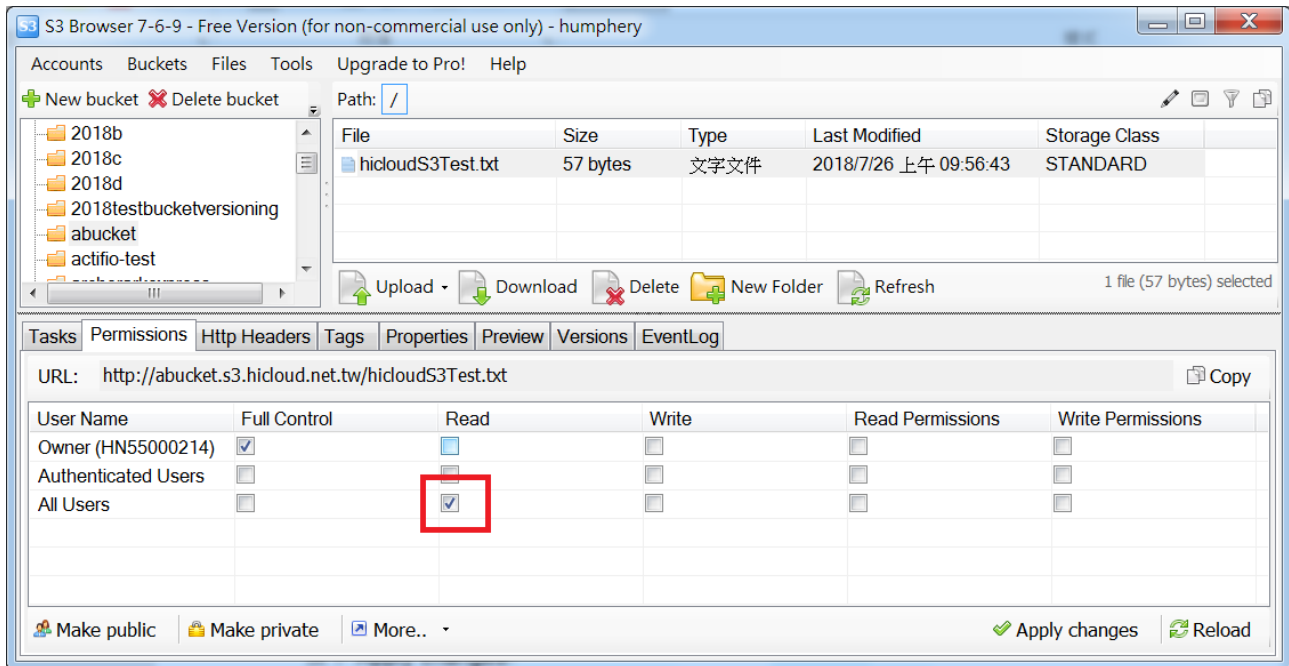 S3 Browser 7-6-9 - Free Version (for non-commercial use only) - humphery
Accounts Buckets Files Tools Upgrade to Pro! Help
New bucket Delete bucket
Path: /
2018b
2018c
2018d
2018testbucketversioning
abucket
actifio-test
File Size Type Last Modified Storage Class
hicloudS3Test.txt 57 bytes 文字文件 2018/7/26 上午 09:56:43 STANDARD
Upload Download Delete New Folder Refresh
1 file (57 bytes) selected
Tasks Permissions Http Headers Tags Properties Preview Versions EventLog
URL: http://abucket.s3.hicloud.net.tw/hicloudS3Test.txt Copy
User Name Full Control Read Write Read Permissions Write Permissions
Owner (HN55000214)
Authenticated Users
All Users
Make public Make private More.. Apply changes Reload